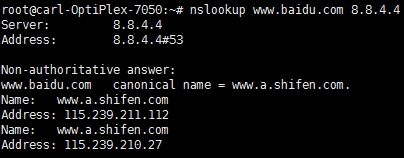 root@carl-OptiPlex-7050:~# nslookup www.baidu.com 8.8.4.4
Server:         8.8.4.4
Address:        8.8.4.4#53

Non-authoritative answer:
www.baidu.com   canonical name = www.a.shifen.com.
Name:   www.a.shifen.com
Address: 115.239.211.112
Name:   www.a.shifen.com
Address: 115.239.210.27